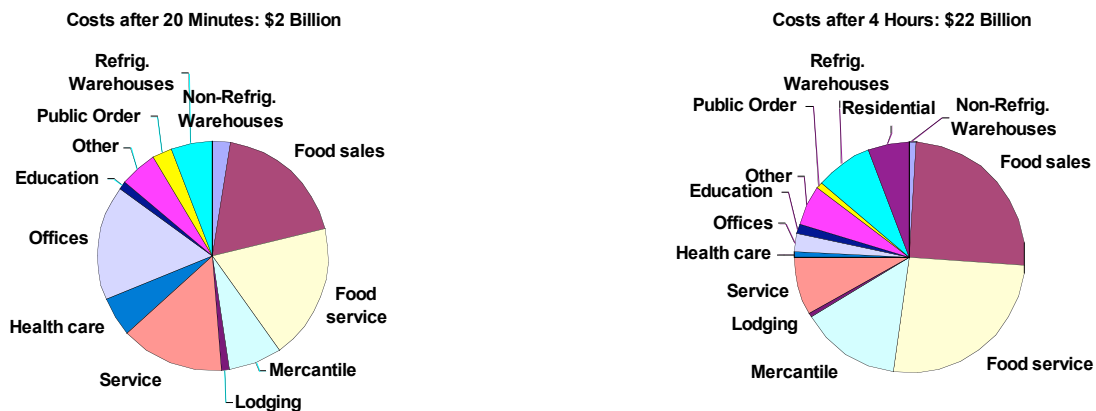 Costs after 20 Minutes: $2 Billion
Refrig.
Warehouses
Non-Refrig.
Warehouses
Public Order
Other
Education
Offices
Health care
Service
Lodging
Mercantile
Food
service
Food sales
Costs after 4 Hours: $22 Billion
Refrig.
Warehouses
Residential
Non-Refrig.
Warehouses
Public Order
Other
Education
Offices
Health care
Service
Lodging
Mercantile
Food service
Food sales